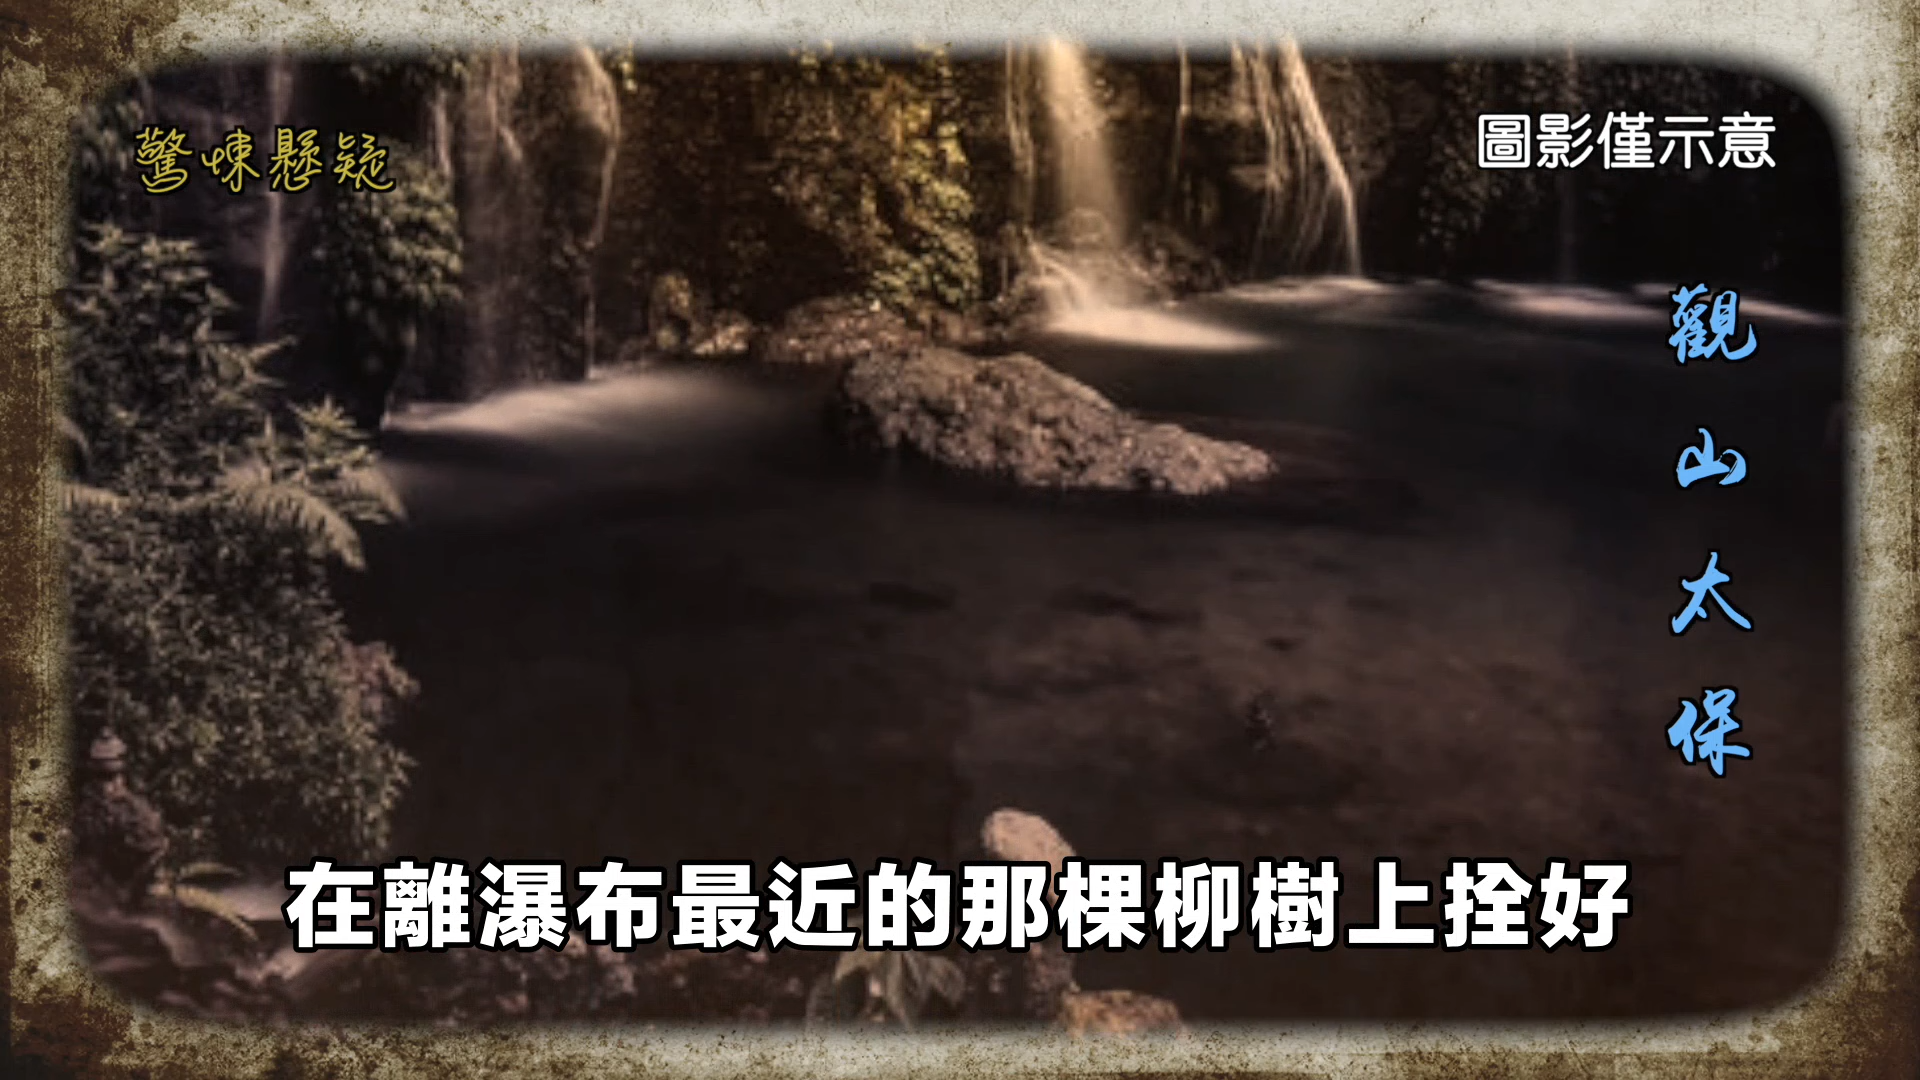 驚悚懸疑
圖影僅示意
觀山太保
在離瀑布最近的那棵柳樹上拴好